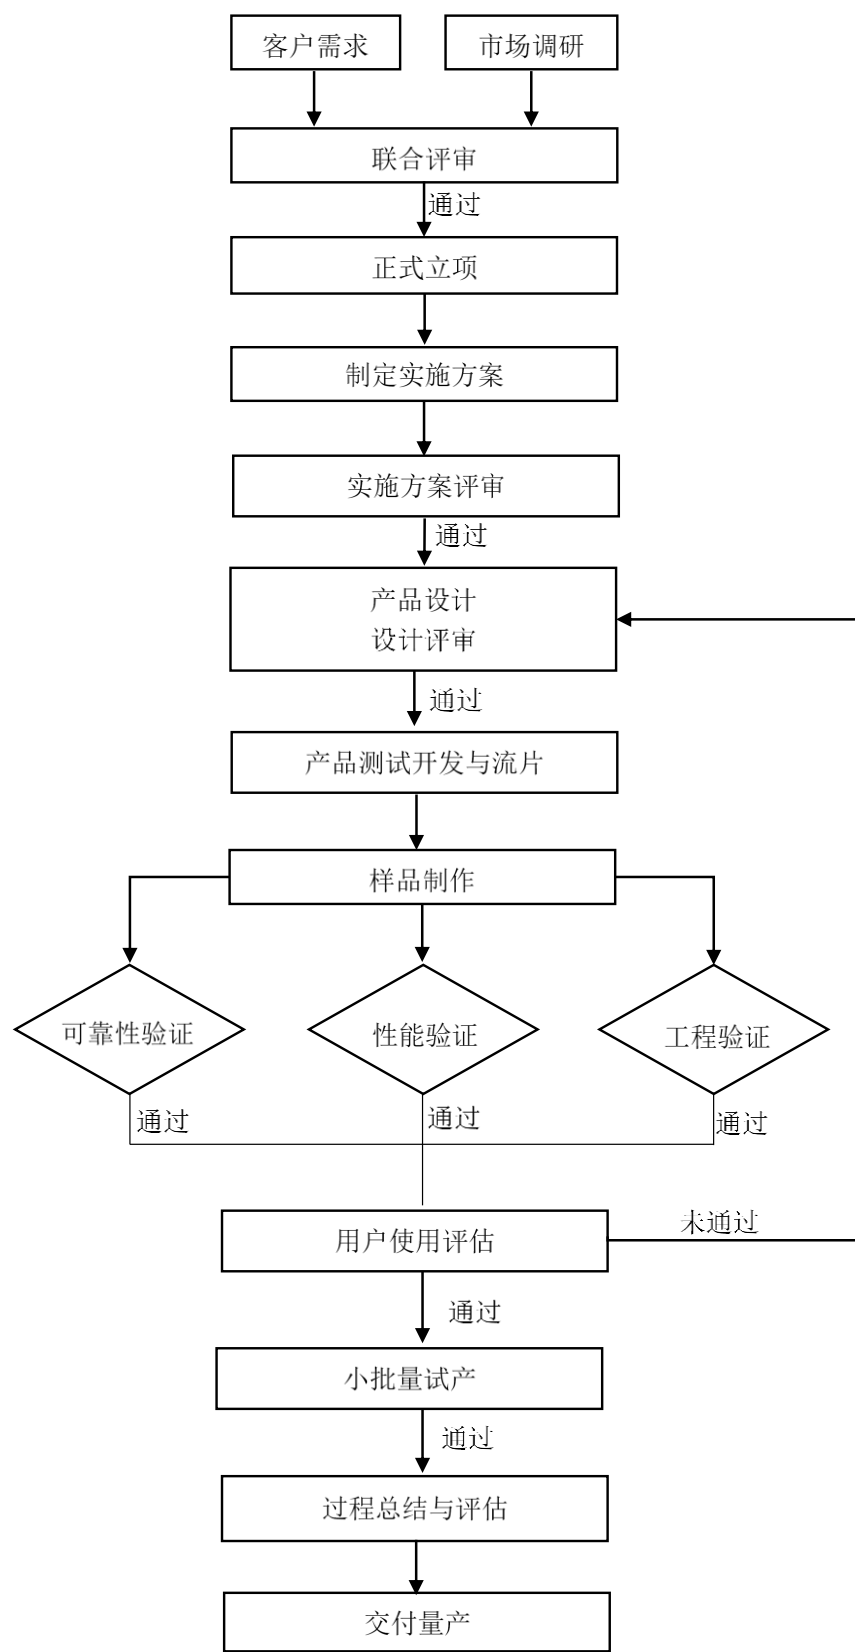 客户需求
市场调研
联合评审
通过
正式立项
制定实施方案
实施方案评审
通过
产品设计
设计评审
通过
产品测试开发与流片
样品制作
可靠性验证
性能验证
工程验证
通过
通过
通过
用户使用评估
未通过
通过
小批量试产
通过
过程总结与评估
交付量产